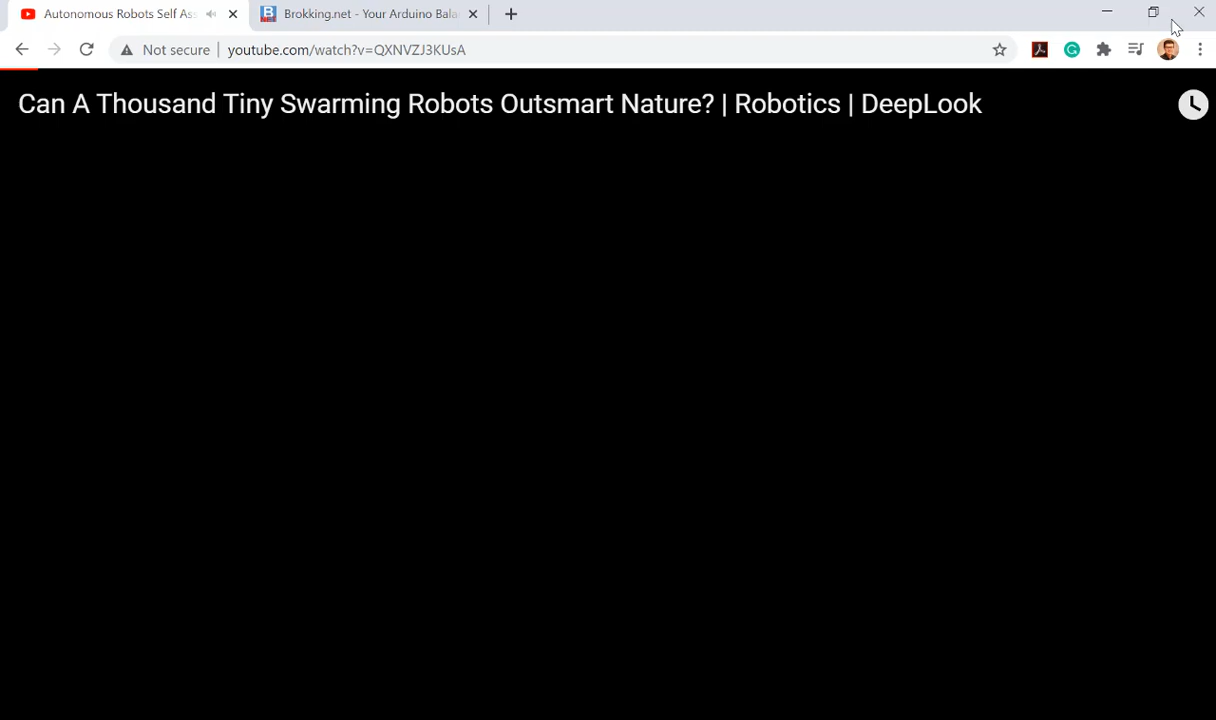 Autonomous Robots Self Ass
Brokking.net - Your Arduino Bala
Not secure
youtube.com/watch?v=QXNVZJ3KUsA
Can A Thousand Tiny Swarming Robots Outsmart Nature? | Robotics | DeepLook